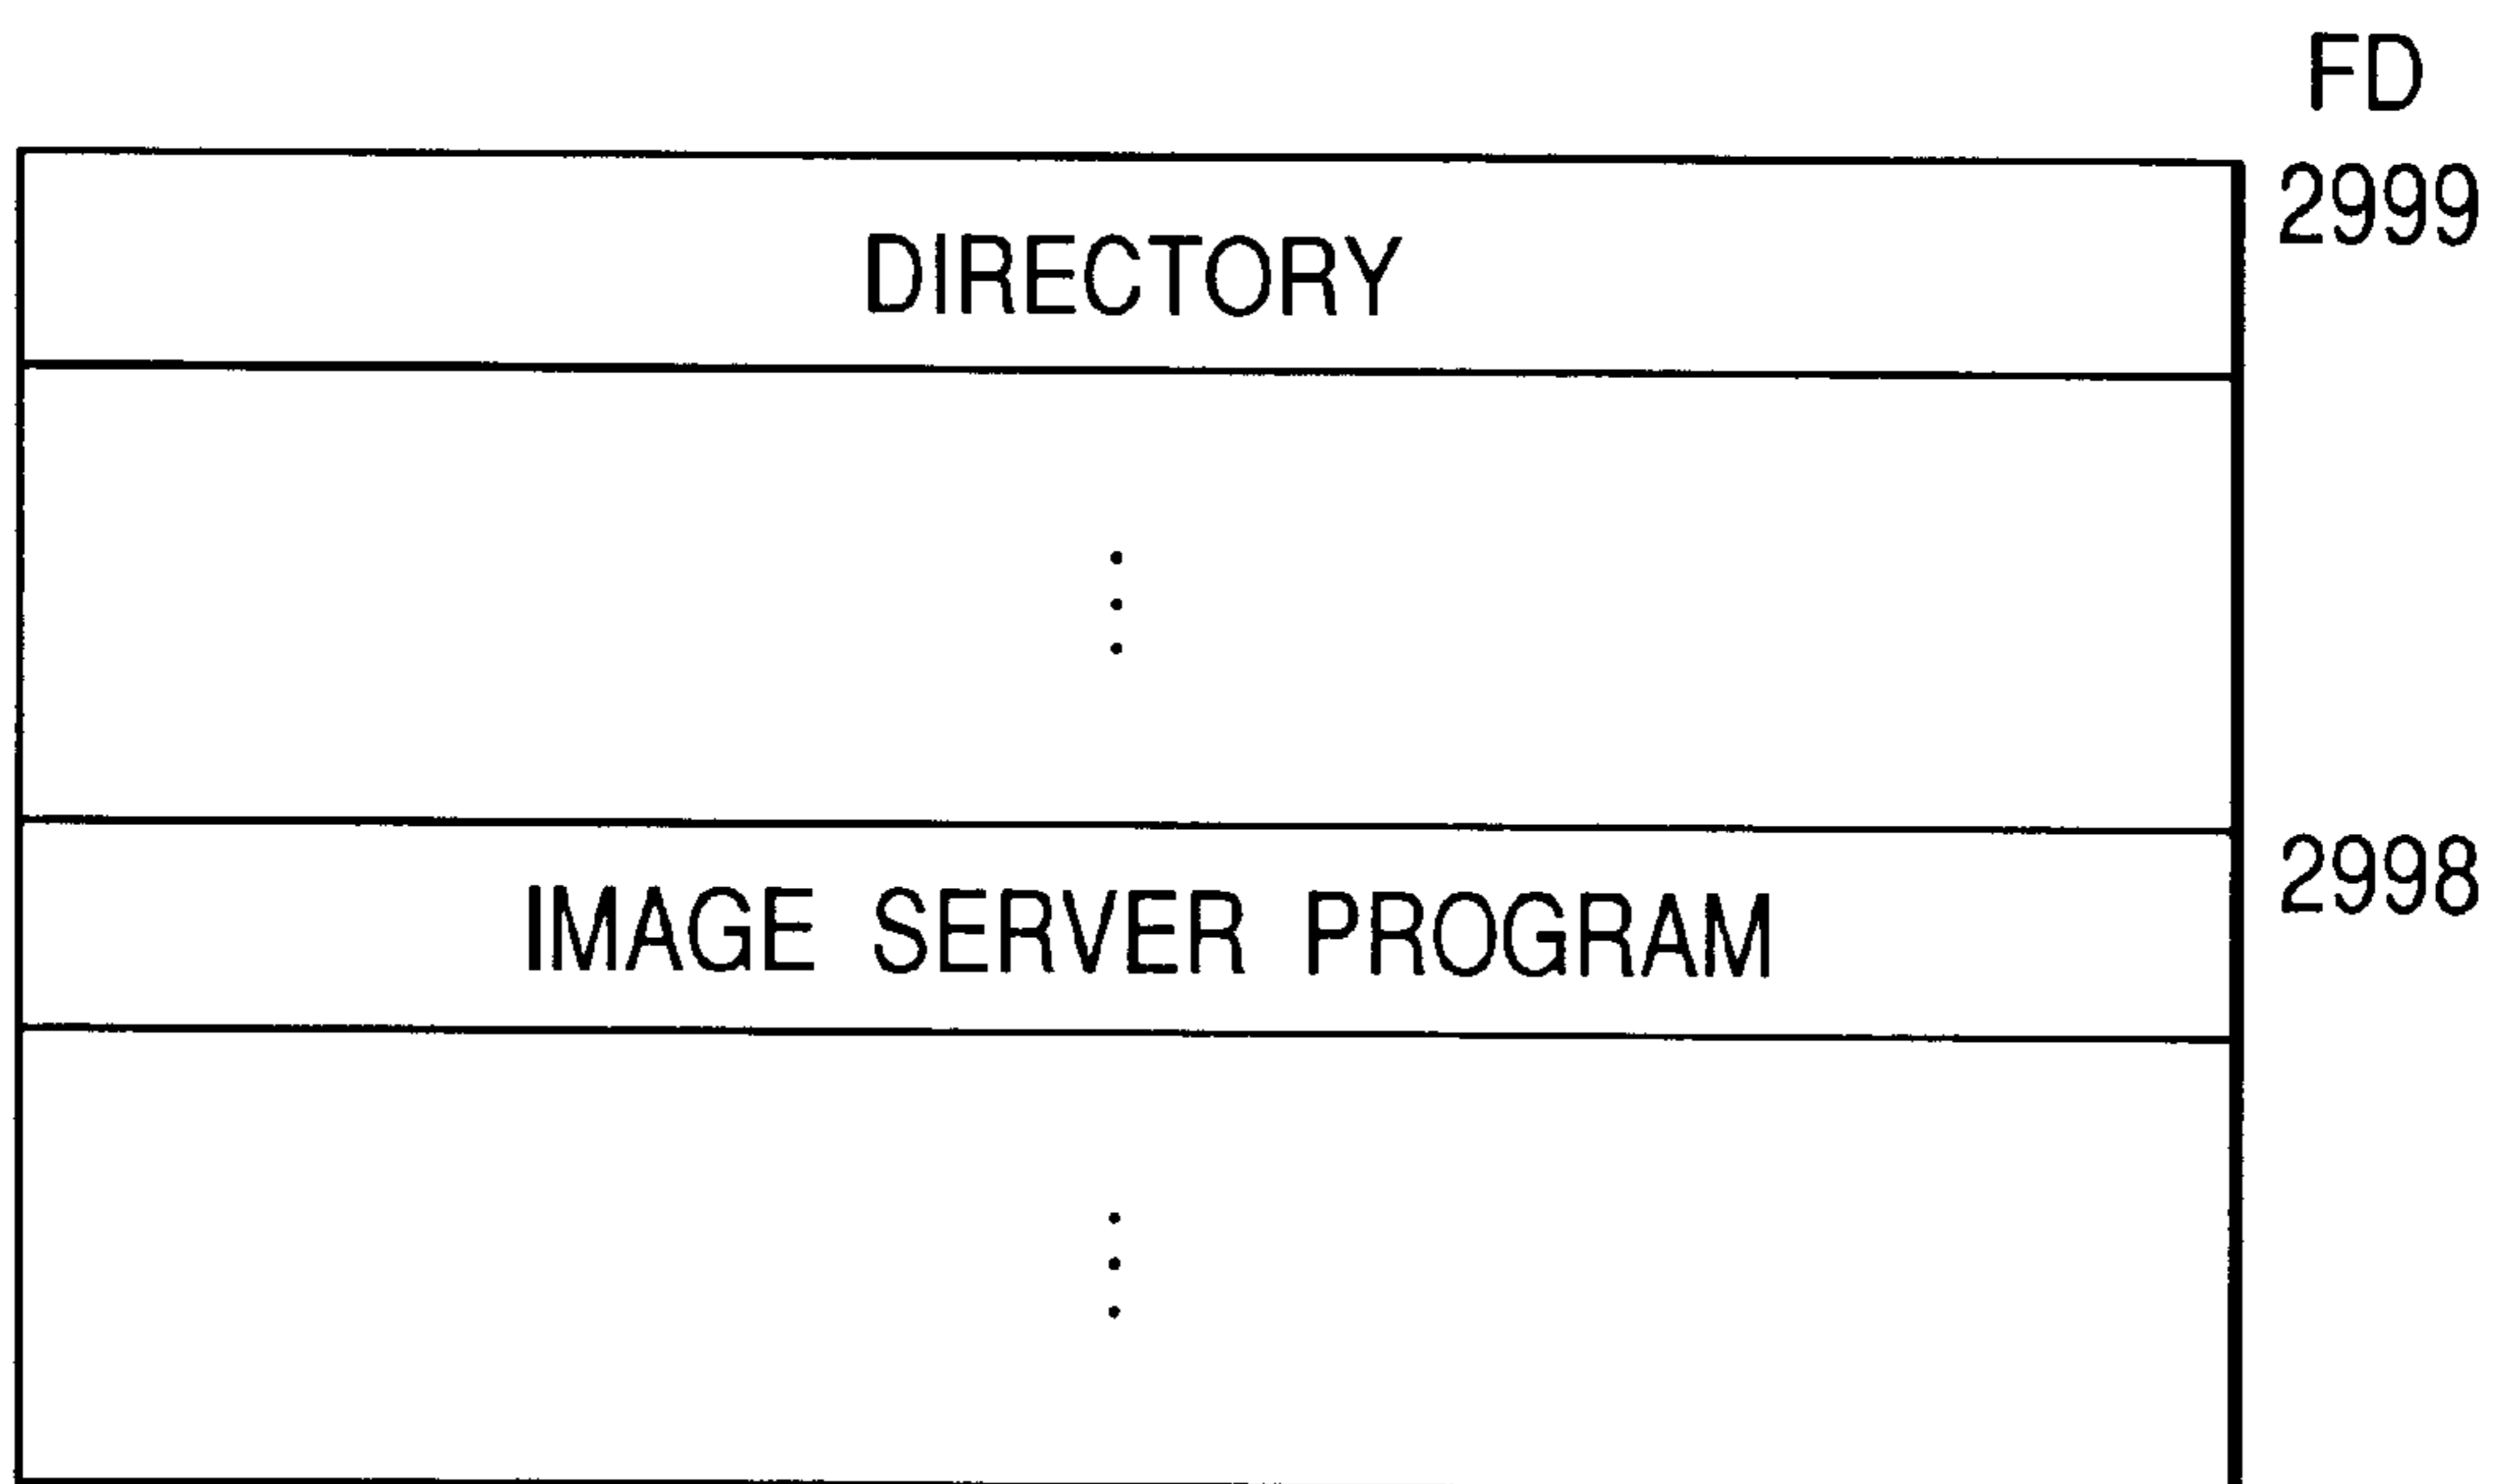 FD
2999
DIRECTORY
2998
IMAGE SERVER PROGRAM